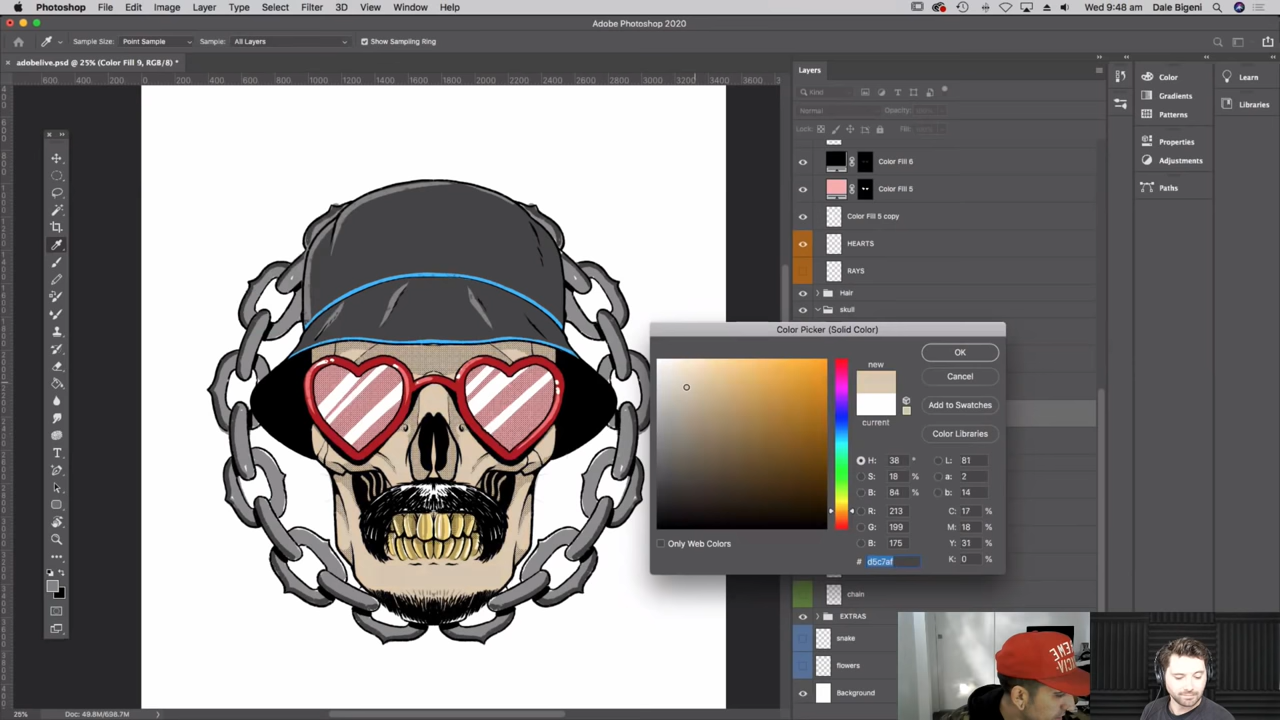 Photoshop File Edit Image Layer Type Select Filter 3D View Window Help Wed 9:48 am Dale Bigeni
Adobe Photoshop 2020
Sample Size: Point Sample Sample: All Layers Show Sampling Ring
× adobelive.psd @ 25% (Color Fill 9, RGB/8) *
600 400 200 0 200 400 600 800 1000 1200 1400 1600 1800 2000 2200 2400 2600 2800 3000 3200 3400 3600
Layers
Kind
Normal Opacity:
Lock: Fill:
Color Fill 6
Color Fill 5
Color Fill 5 copy
HEARTS
RAYS
Hair
skull
chain
EXTRAS
snake
flowers
Background
Color
Gradients
Patterns
Properties
Adjustments
Paths
Learn
Libraries
Color Picker (Solid Color)
new
current
OK
Cancel
Add to Swatches
Color Libraries
H: 38 ° L: 81
S: 18 % a: 2
B: 84 % b: 14
R: 213 C: 17 %
G: 199 M: 18 %
B: 175 Y: 31 %
# d5c7af K: 0 %
Only Web Colors
25% Doc: 49.8M/698.7M